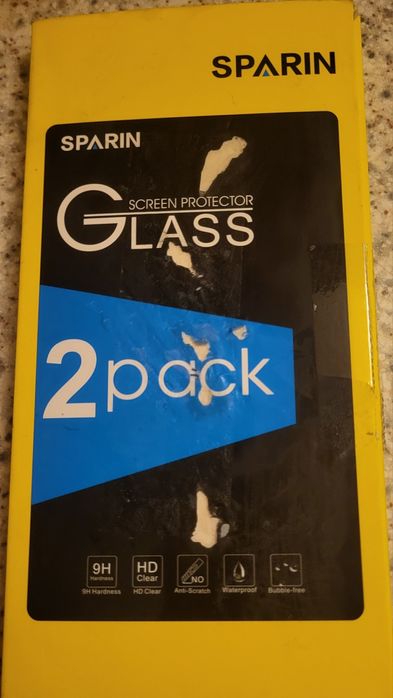 SPARIN
SPARIN
SCREEN PROTECTOR
GLASS
2pack
9H
Hardness
HD
Clear
NO
9H Hardness
HD Clear
Anti-Scratch
Waterproof
Bubble-free